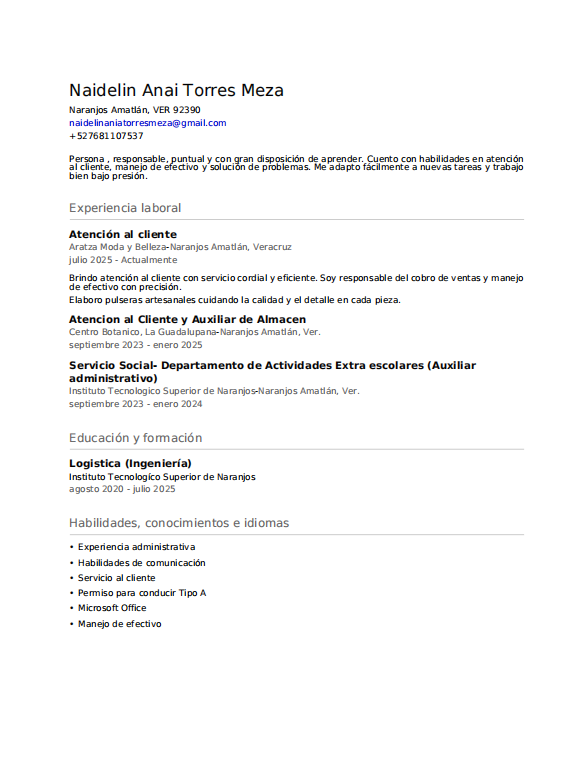 Naidelin Anai Torres Meza
Naranjos Amatlán, VER 92390
naidelinaniatorresmeza@gmail.com
+527681107537
Persona , responsable, puntual y con gran disposición de aprender. Cuento con habilidades en atención
al cliente, manejo de efectivo y solución de problemas. Me adapto fácilmente a nuevas tareas y trabajo
bien bajo presión.
Experiencia laboral
Atención al cliente
Aratza Moda y Belleza-Naranjos Amatlán, Veracruz
julio 2025 - Actualmente
Brindo atención al cliente con servicio cordial y eficiente. Soy responsable del cobro de ventas y manejo
de efectivo con precisión.
Elaboro pulseras artesanales cuidando la calidad y el detalle en cada pieza.
Atencion al Cliente y Auxiliar de Almacen
Centro Botanico, La Guadalupana-Naranjos Amatlán, Ver.
septiembre 2023 - enero 2025
Servicio Social- Departamento de Actividades Extra escolares (Auxiliar
administrativo)
Instituto Tecnologico Superior de Naranjos-Naranjos Amatlán, Ver.
septiembre 2023 - enero 2024
Educación y formación
Logistica (Ingeniería)
Instituto Tecnologíco Superior de Naranjos
agosto 2020 - julio 2025
Habilidades, conocimientos e idiomas
• Experiencia administrativa
• Habilidades de comunicación
• Servicio al cliente
• Permiso para conducir Tipo A
• Microsoft Office
• Manejo de efectivo